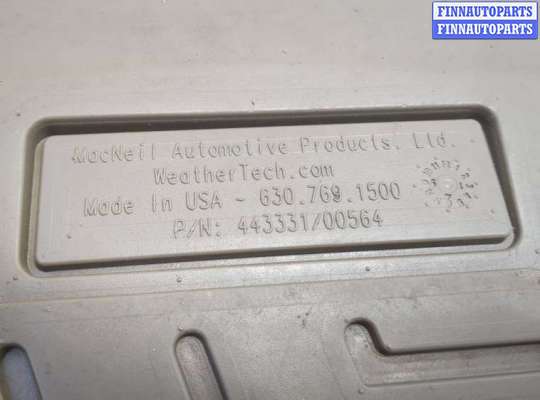 FINNAUTOPARTS
FINNAUTOPARTS
MacNeil Automotive Products, Ltd.
WeatherTech.com
Made In USA - 630.769.1500
P/N: 443331/00564